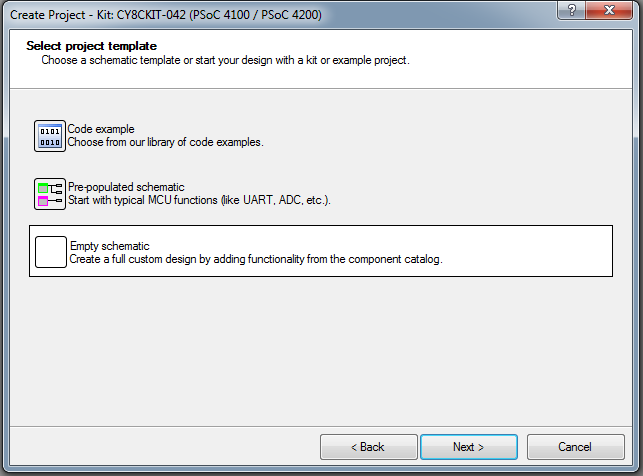 Create Project - Kit: CY8CKIT-042 (PSoC 4100 / PSoC 4200)
?
Select project template
Choose a schematic template or start your design with a kit or example project.
0101
0010
Code example
Choose from our library of code examples.
Pre-populated schematic
Start with typical MCU functions (like UART, ADC, etc.).
Empty schematic
Create a full custom design by adding functionality from the component catalog.
< Back
Next >
Cancel